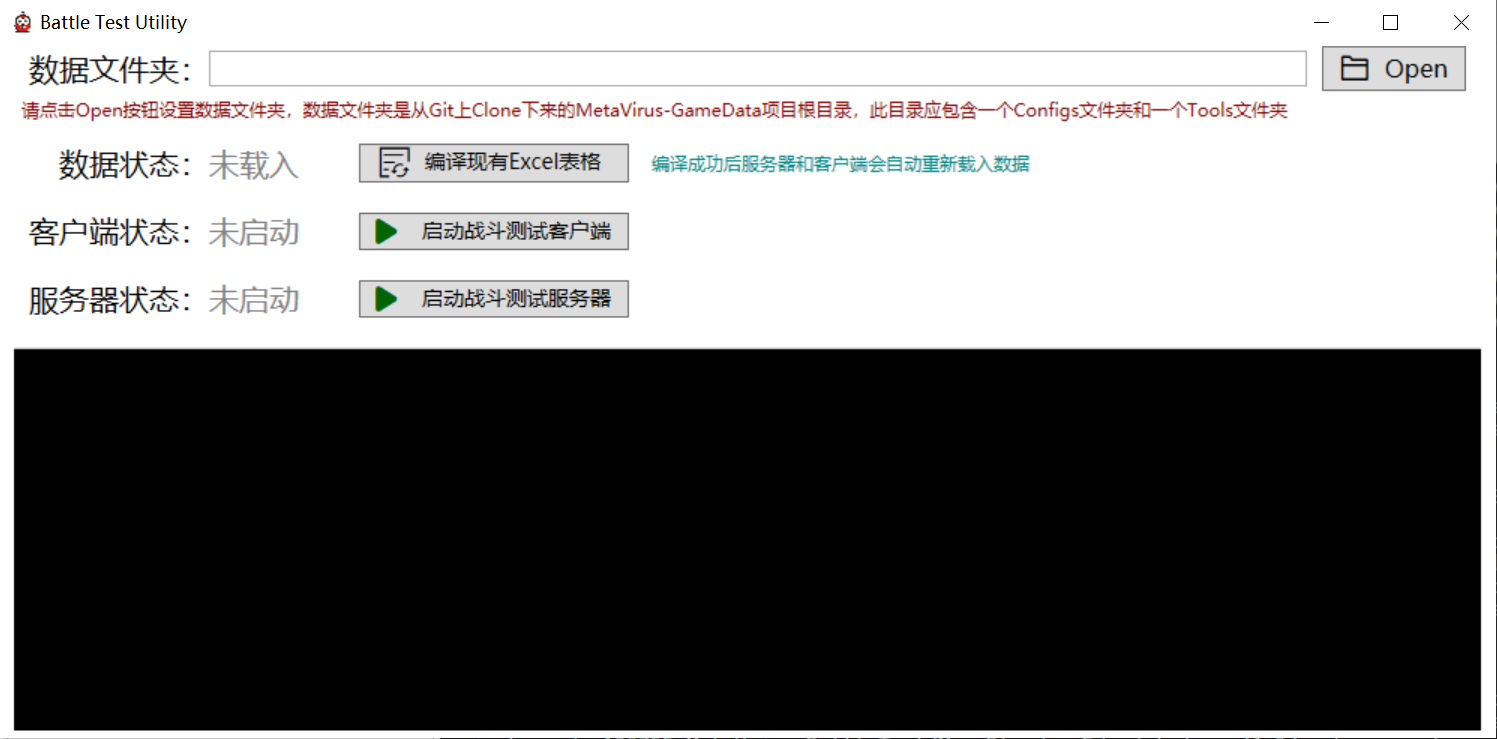 Battle Test Utility
数据文件夹： Open
请点击Open按钮设置数据文件夹，数据文件夹是从Git上Clone下来的MetaVirus-GameData项目根目录，此目录应包含一个Configs文件夹和一个Tools文件夹
数据状态：未载入 编译现有Excel表格 编译成功后服务器和客户端会自动重新载入数据
客户端状态：未启动 启动战斗测试客户端
服务器状态：未启动 启动战斗测试服务器